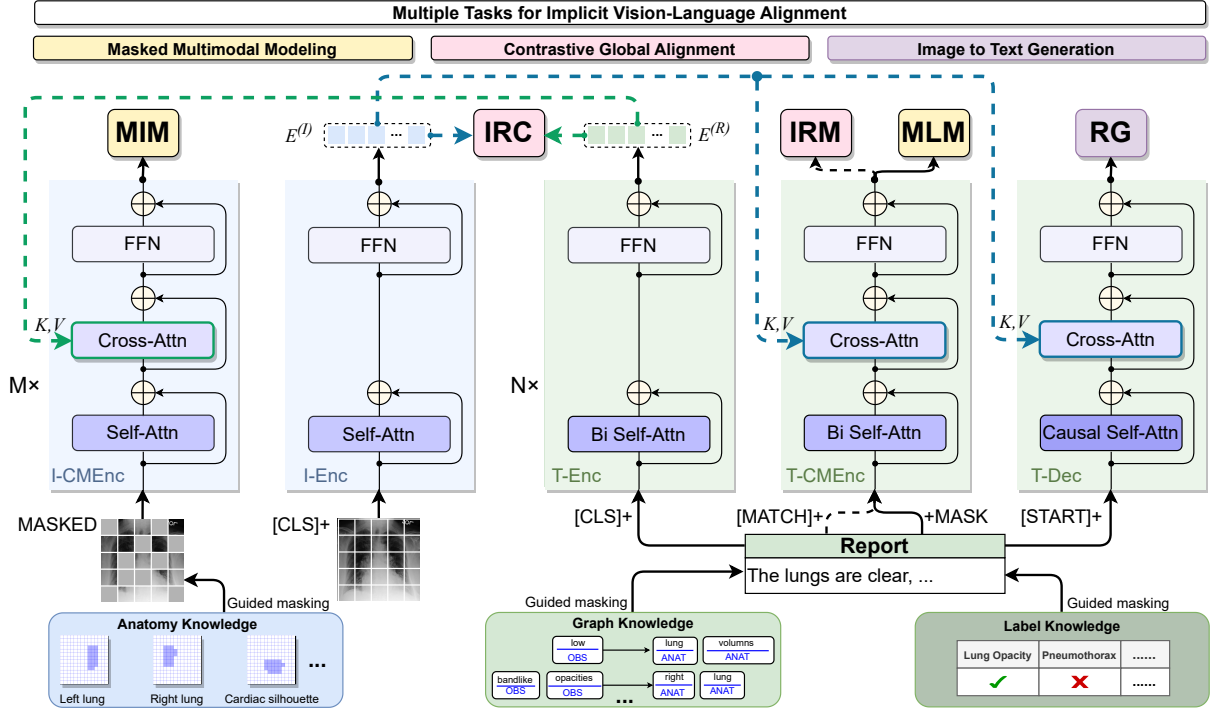 Multiple Tasks for Implicit Vision-Language Alignment
Masked Multimodal Modeling
Contrastive Global Alignment
Image to Text Generation
MIM
E^(I)
...
IRC
...
E^(R)
IRM
MLM
RG
FFN
FFN
FFN
FFN
FFN
K,V
Cross-Attn
K,V
Cross-Attn
K,V
Cross-Attn
M×
N×
Self-Attn
Self-Attn
Bi Self-Attn
Bi Self-Attn
Causal Self-Attn
I-CMEnc
I-Enc
T-Enc
T-CMEnc
T-Dec
MASKED
[CLS]+
[CLS]+
[MATCH]+
+MASK
[START]+
Report
The lungs are clear, ...
Guided masking
Guided masking
Guided masking
Anatomy Knowledge
Left lung
Right lung
Cardiac silhouette
...
Graph Knowledge
low
OBS
lung
ANAT
volumns
ANAT
bandlike
OBS
opacities
OBS
...
right
ANAT
lung
ANAT
Label Knowledge
Lung Opacity
Pneumothorax
......
......